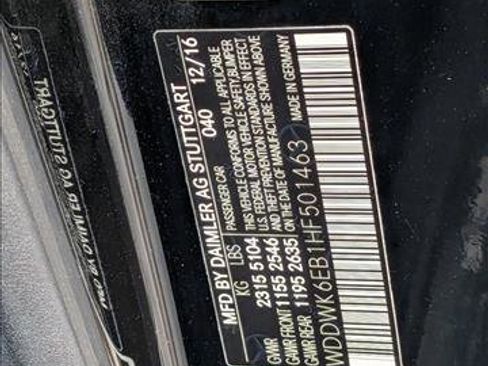 MFD BY DAIMLER AG STUTTGART
040 12/16
PASSENGER CAR
THIS VEHICLE CONFORMS TO ALL APPLICABLE
U.S. FEDERAL MOTOR VEHICLE SAFETY, BUMPER
& THEFT PREVENTION STANDARDS IN EFFECT
ON THE DATE OF MANUFACTURE SHOWN ABOVE
KG LBS
GVWR 2315 5104
GAWR FRONT 1155 2546
GAWR REAR 1195 2635
MADE IN GERMANY
WDDWK6EB1HF501463